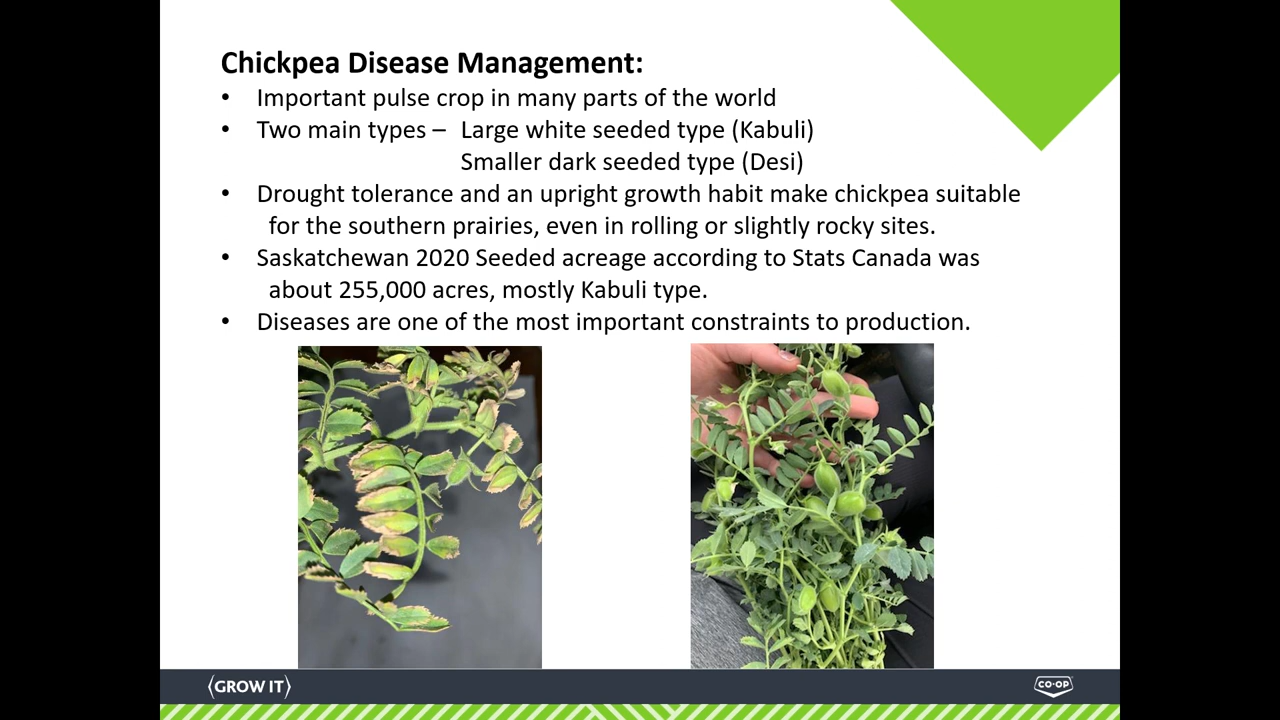 Chickpea Disease Management:
• Important pulse crop in many parts of the world
• Two main types – Large white seeded type (Kabuli)
Smaller dark seeded type (Desi)
• Drought tolerance and an upright growth habit make chickpea suitable
for the southern prairies, even in rolling or slightly rocky sites.
• Saskatchewan 2020 Seeded acreage according to Stats Canada was
about 255,000 acres, mostly Kabuli type.
• Diseases are one of the most important constraints to production.
GROW IT
CO·OP